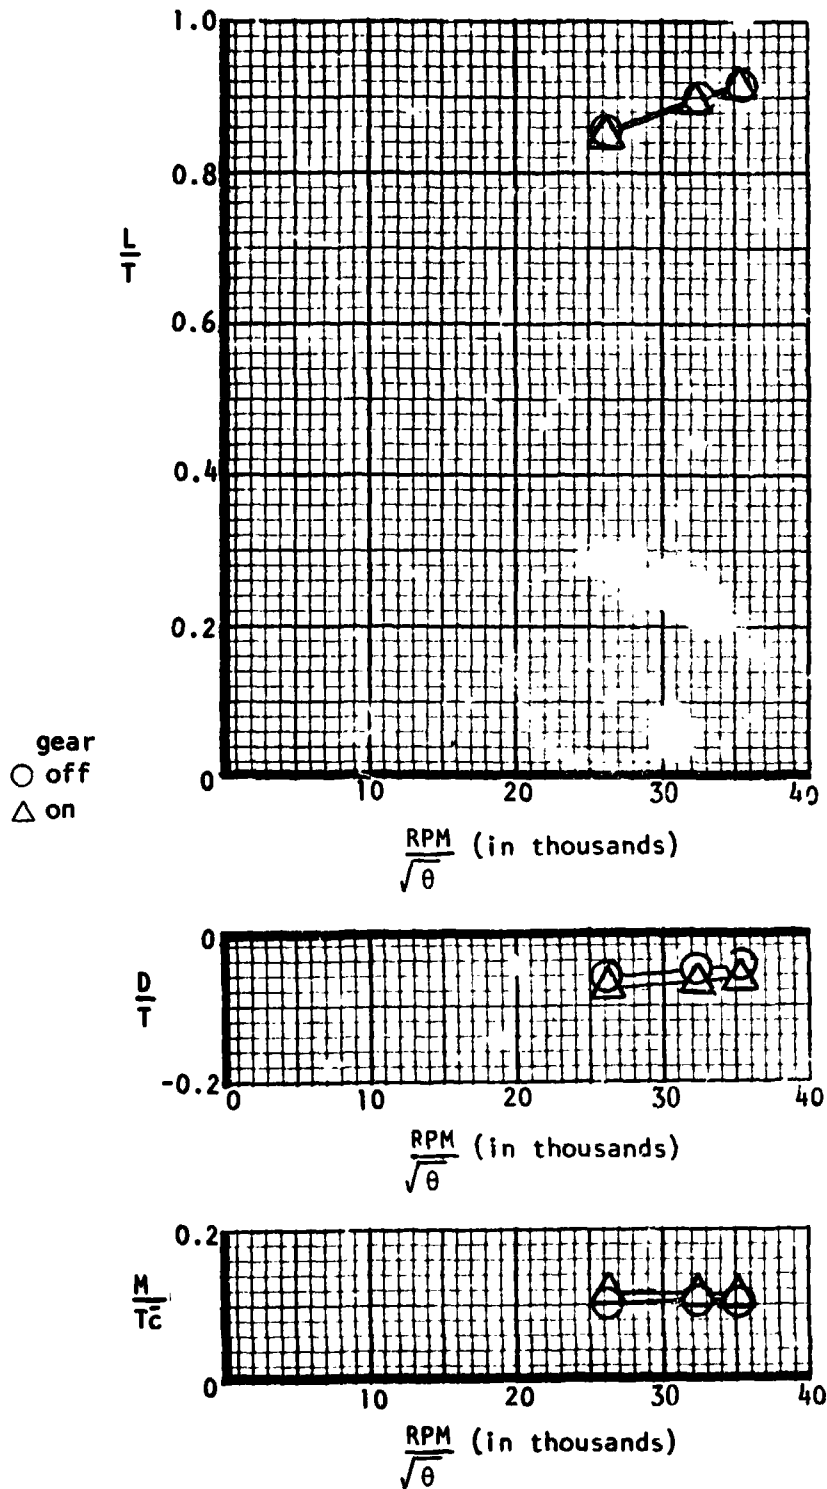 1.0
0.8
L
T
0.6
0.4
0.2
gear
○ off
△ on
0
10 20 30 40
RPM (in thousands)
√θ
0
D
T
-0.2
0 10 20 30 40
RPM (in thousands)
√θ
0.2
M
Tc̄
0
10 20 30 40
RPM (in thousands)
√θ